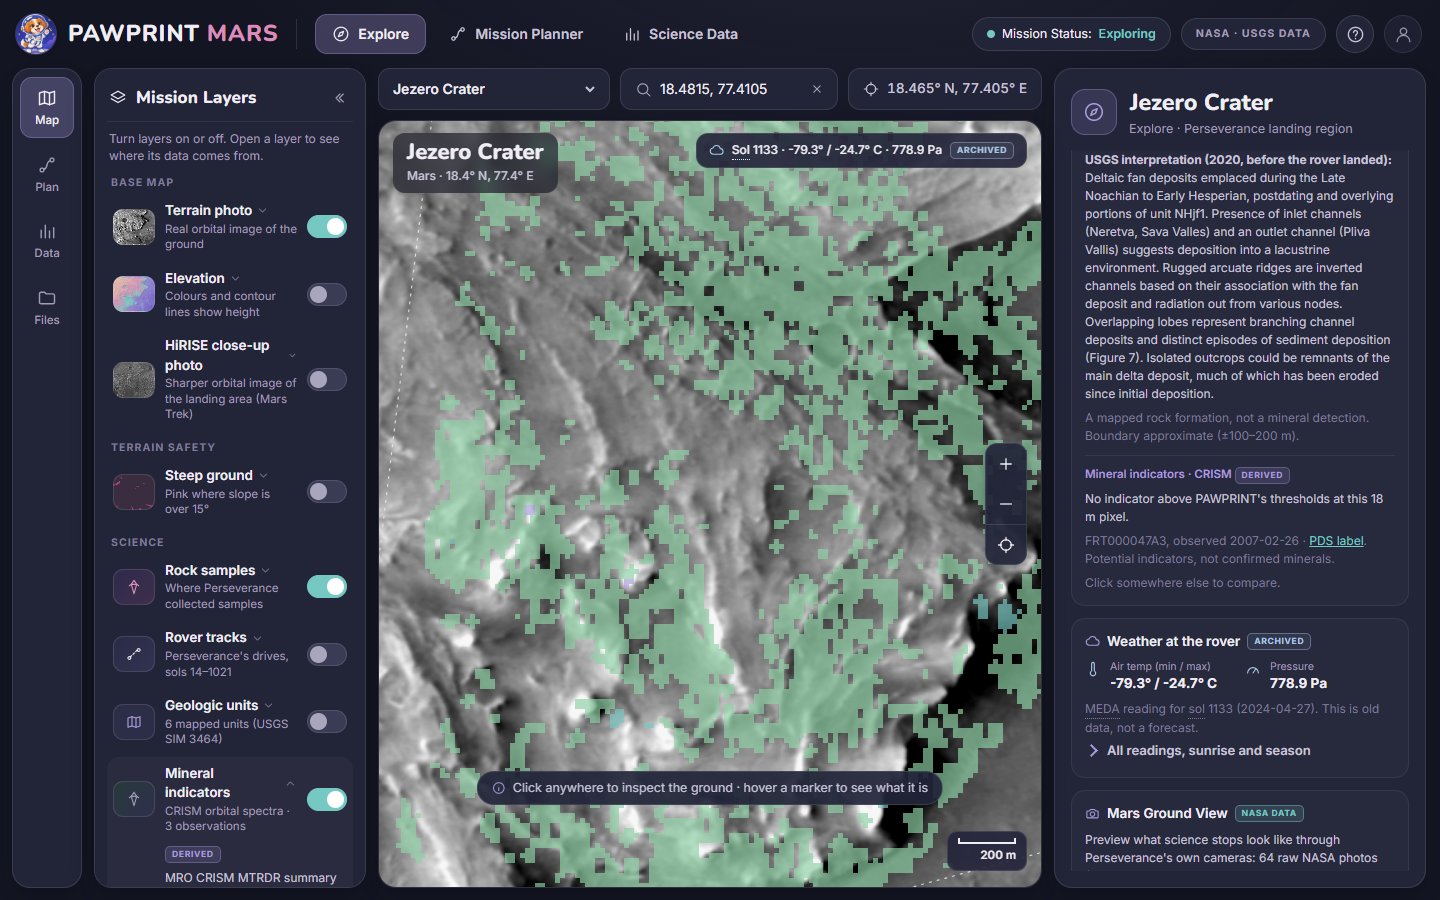 PAWPRINT MARS
Explore
Mission Planner
Science Data
Mission Status: Exploring
NASA · USGS DATA
Map
Plan
Data
Files
Mission Layers
Turn layers on or off. Open a layer to see
where its data comes from.
BASE MAP
Terrain photo
Real orbital image of the
ground
Elevation
Colours and contour
lines show height
HiRISE close-up
photo
Sharper orbital image of
the landing area (Mars
Trek)
TERRAIN SAFETY
Steep ground
Pink where slope is
over 15°
SCIENCE
Rock samples
Where Perseverance
collected samples
Rover tracks
Perseverance's drives,
sols 14–1021
Geologic units
6 mapped units (USGS
SIM 3464)
Mineral
indicators
CRISM orbital spectra ·
3 observations
DERIVED
MRO CRISM MTRDR summary
Jezero Crater
18.4815, 77.4105
18.465° N, 77.405° E
Jezero Crater
Mars · 18.4° N, 77.4° E
Sol 1133 · -79.3° / -24.7° C · 778.9 Pa
ARCHIVED
Click anywhere to inspect the ground · hover a marker to see what it is
200 m
Jezero Crater
Explore · Perseverance landing region
USGS interpretation (2020, before the rover landed):
Deltaic fan deposits emplaced during the Late
Noachian to Early Hesperian, postdating and overlying
portions of unit NHjf1. Presence of inlet channels
(Neretva, Sava Valles) and an outlet channel (Pliva
Vallis) suggests deposition into a lacustrine
environment. Rugged arcuate ridges are inverted
channels based on their association with the fan
deposit and radiation out from various nodes.
Overlapping lobes represent branching channel
deposits and distinct episodes of sediment deposition
(Figure 7). Isolated outcrops could be remnants of the
main delta deposit, much of which has been eroded
since initial deposition.
A mapped rock formation, not a mineral detection.
Boundary approximate (±100–200 m).
Mineral indicators · CRISM DERIVED
No indicator above PAWPRINT's thresholds at this 18
m pixel.
FRT000047A3, observed 2007-02-26 · PDS label.
Potential indicators, not confirmed minerals.
Click somewhere else to compare.
Weather at the rover ARCHIVED
Air temp (min / max)
-79.3° / -24.7° C
Pressure
778.9 Pa
MEDA reading for sol 1133 (2024-04-27). This is old
data, not a forecast.
All readings, sunrise and season
Mars Ground View NASA DATA
Preview what science stops look like through
Perseverance's own cameras: 64 raw NASA photos